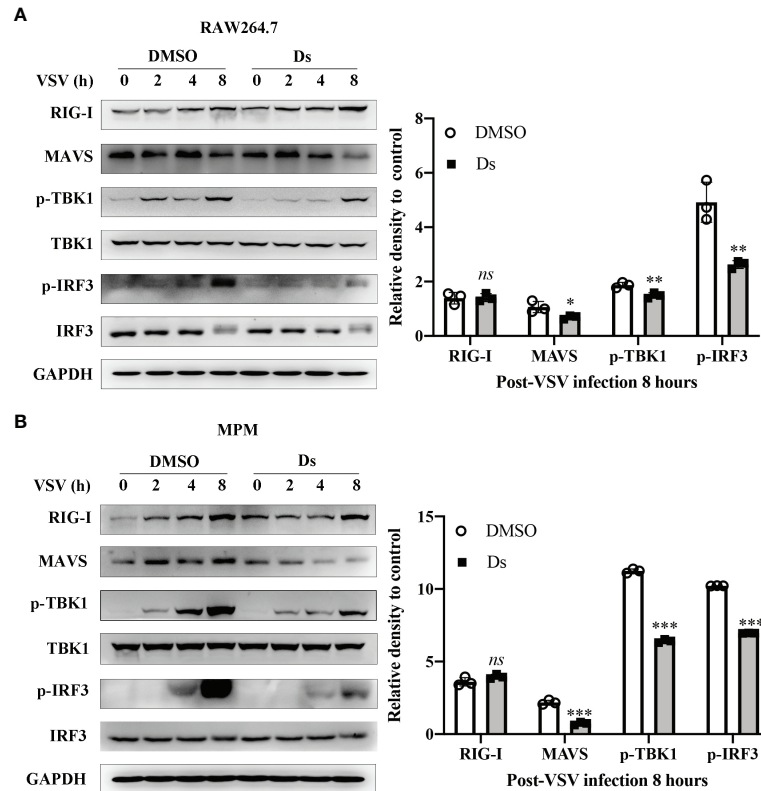 A
RAW264.7
DMSO Ds
VSV (h) 0 2 4 8 0 2 4 8
RIG-I
MAVS
p-TBK1
TBK1
p-IRF3
IRF3
GAPDH
Relative density to control
8
6
4
2
0
DMSO
Ds
ns
*
**
**
RIG-I MAVS p-TBK1 p-IRF3
Post-VSV infection 8 hours
B
MPM
DMSO Ds
VSV (h) 0 2 4 8 0 2 4 8
RIG-I
MAVS
p-TBK1
TBK1
p-IRF3
IRF3
GAPDH
Relative density to control
15
10
5
0
DMSO
Ds
ns
***
***
***
RIG-I MAVS p-TBK1 p-IRF3
Post-VSV infection 8 hours